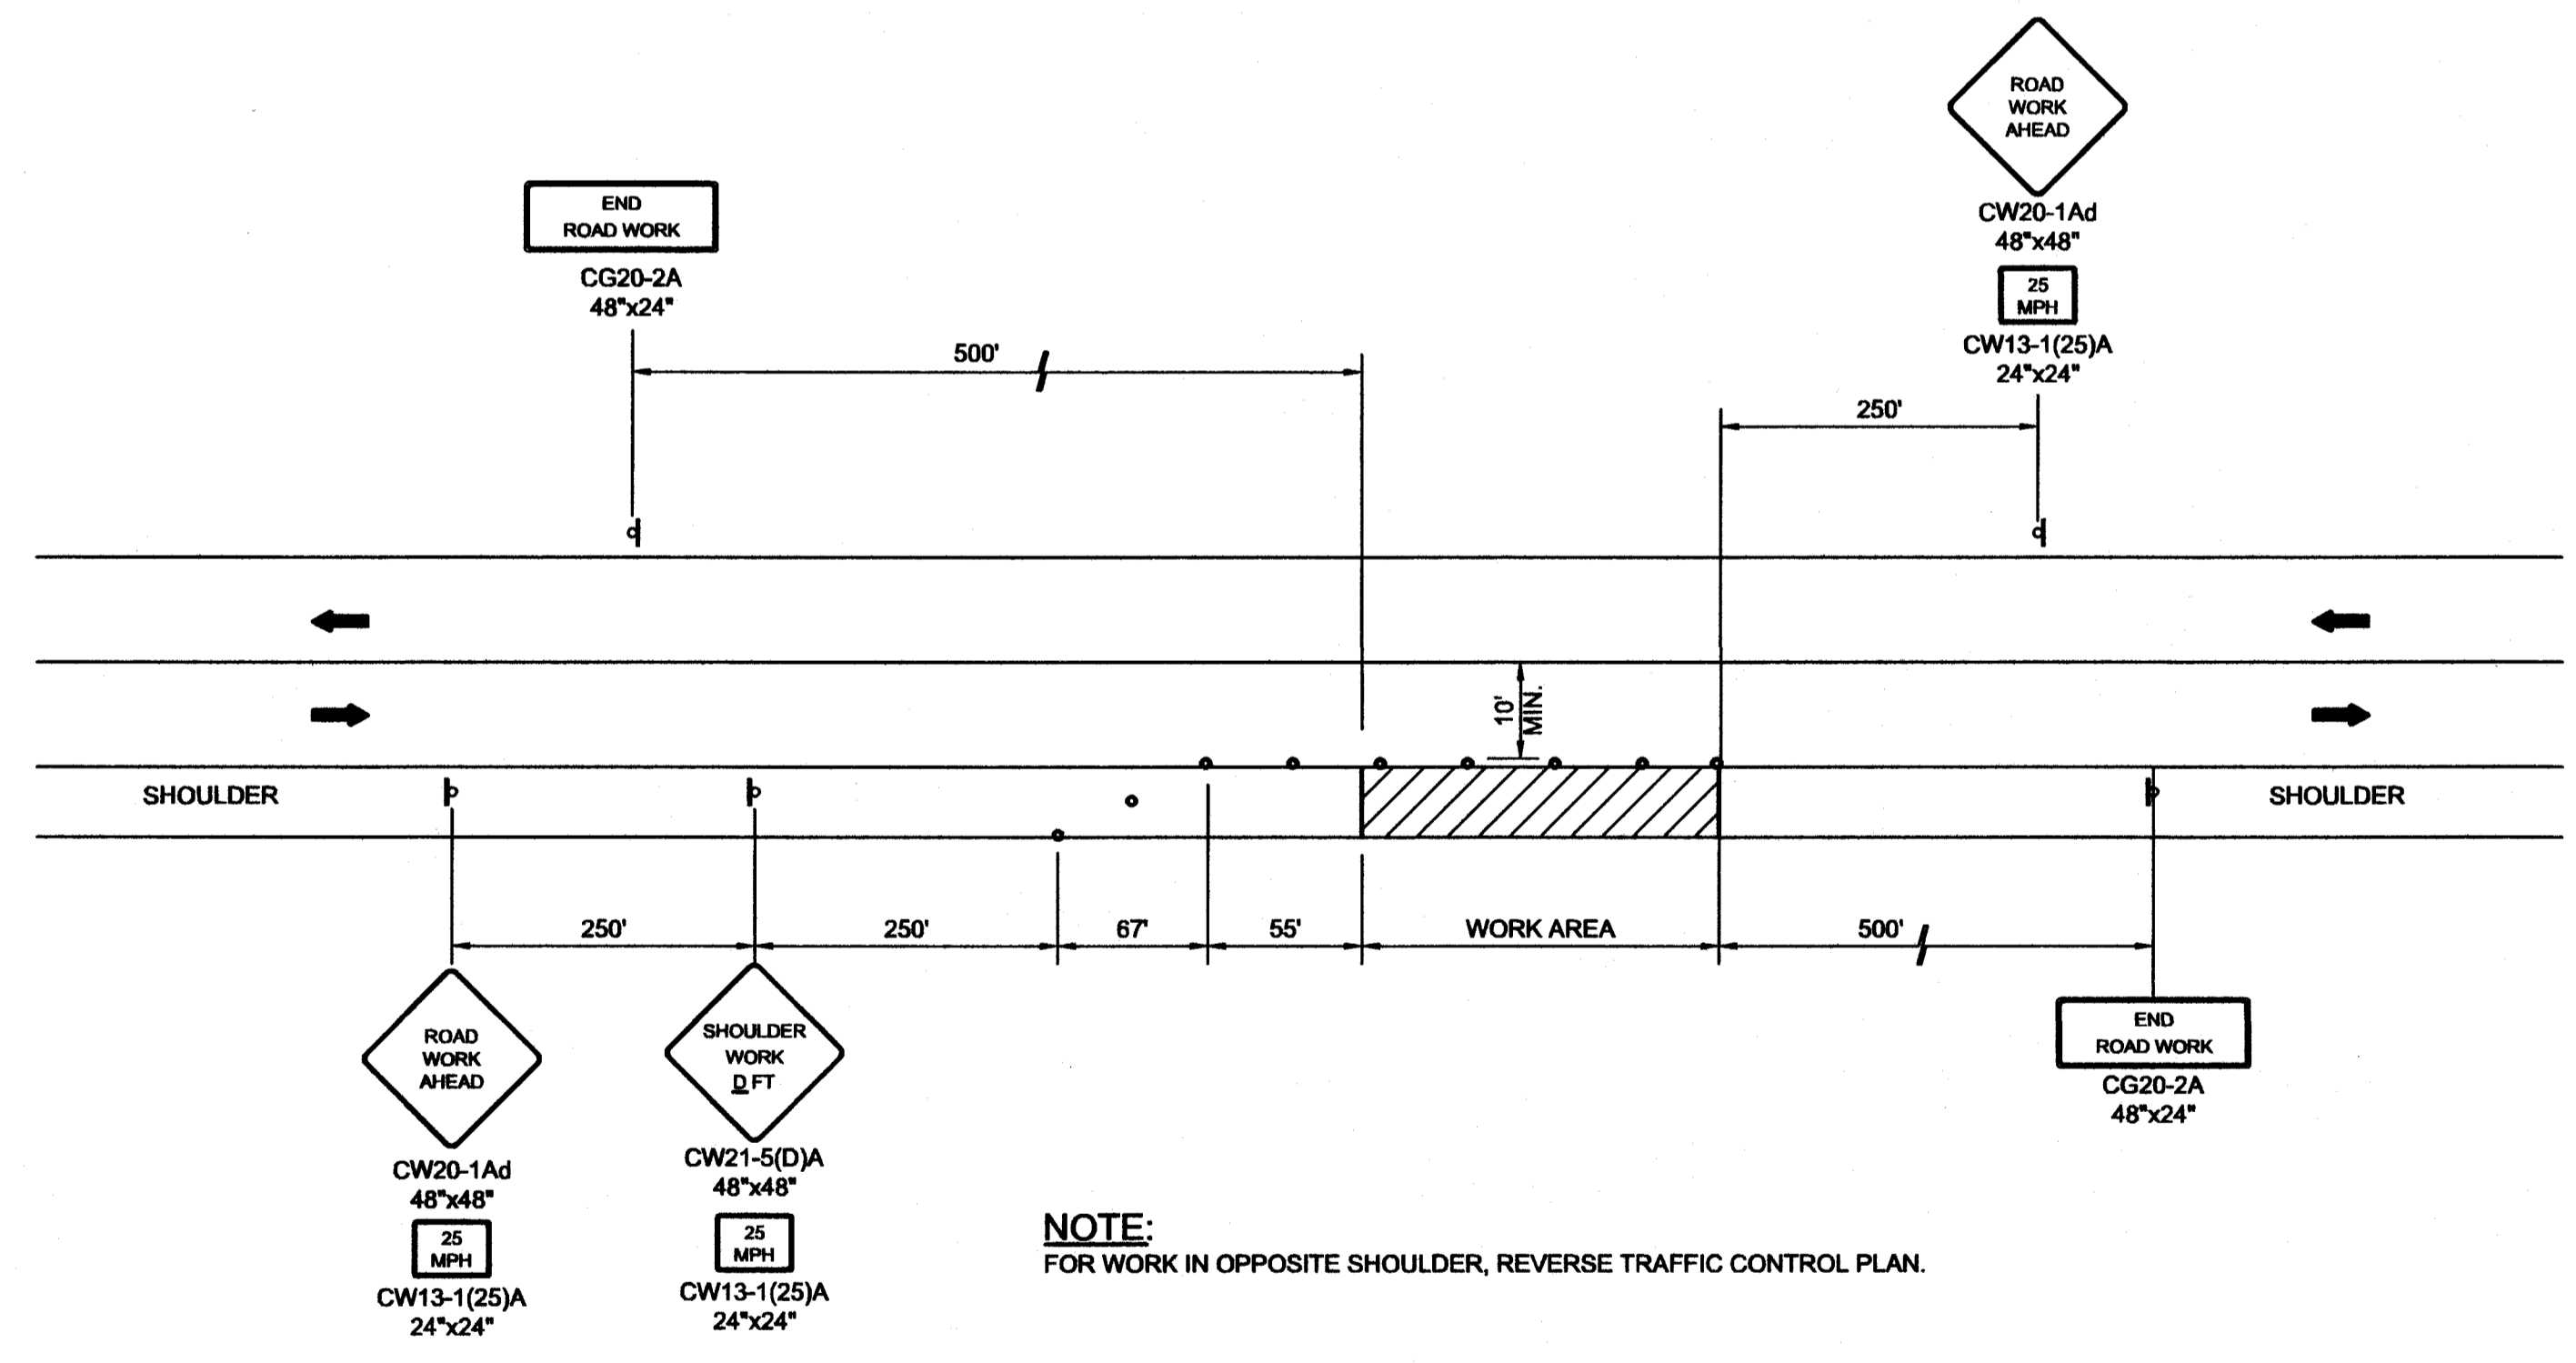 ROAD
WORK
AHEAD
CW20-1Ad
48"x48"
25
MPH
CW13-1(25)A
24"x24"
END
ROAD WORK
CG20-2A
48"x24"
500'
250'
10'
MIN.
SHOULDER
SHOULDER
250'
250'
67'
55'
WORK AREA
500'
ROAD
WORK
AHEAD
CW20-1Ad
48"x48"
25
MPH
CW13-1(25)A
24"x24"
SHOULDER
WORK
D FT
CW21-5(D)A
48"x48"
25
MPH
CW13-1(25)A
24"x24"
END
ROAD WORK
CG20-2A
48"x24"
NOTE:
FOR WORK IN OPPOSITE SHOULDER, REVERSE TRAFFIC CONTROL PLAN.